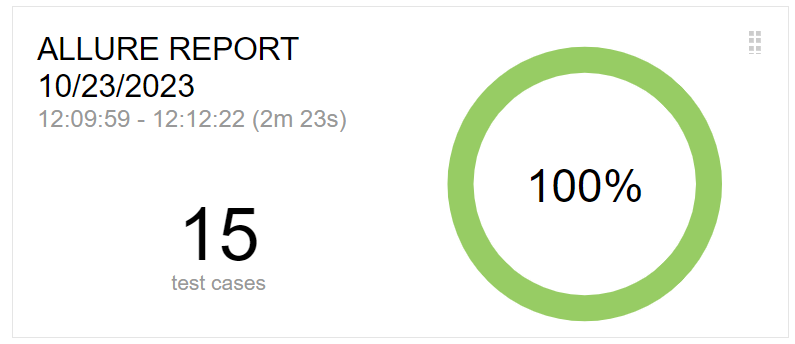 ALLURE REPORT
10/23/2023
12:09:59 - 12:12:22 (2m 23s)
15
test cases
100%